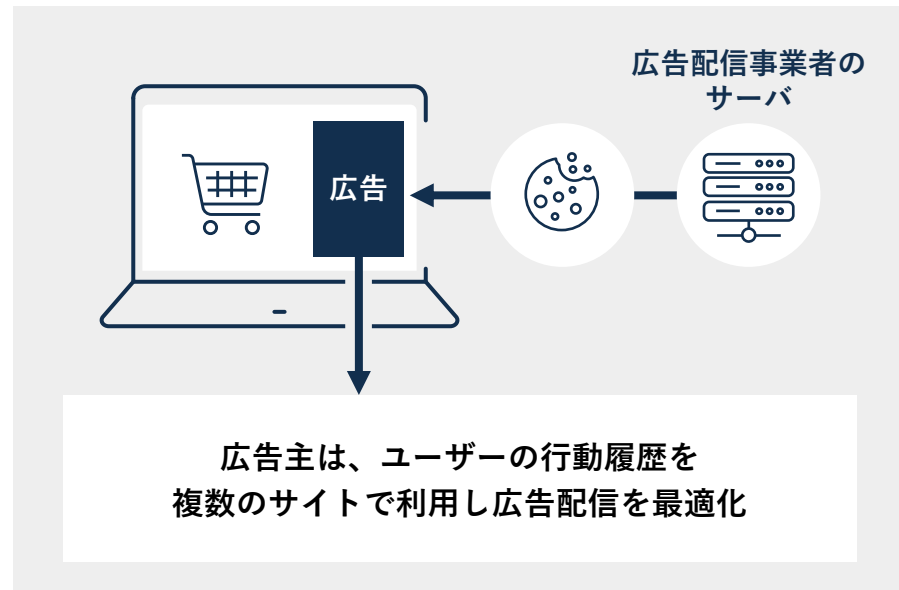 広告配信事業者の
サーバ
広告
広告主は、ユーザーの行動履歴を
複数のサイトで利用し広告配信を最適化